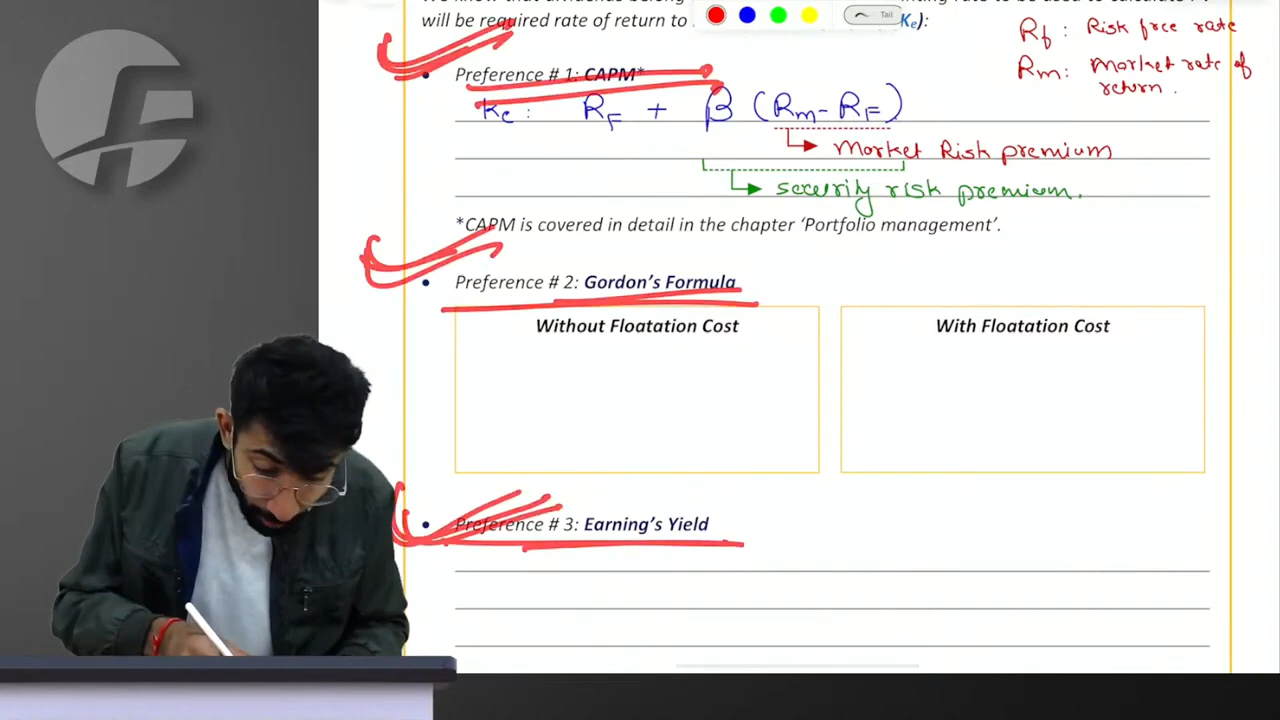 will be required rate of return to
Ke):
Tail
Rf : Risk free rate
Rm: Market rate of
return.
• Preference # 1: CAPM*
Ke: RF + β (Rm - RF)
Market Risk premium
security risk premium.
*CAPM is covered in detail in the chapter ‘Portfolio management’.
• Preference # 2: Gordon’s Formula
Without Floatation Cost
With Floatation Cost
• Preference # 3: Earning’s Yield